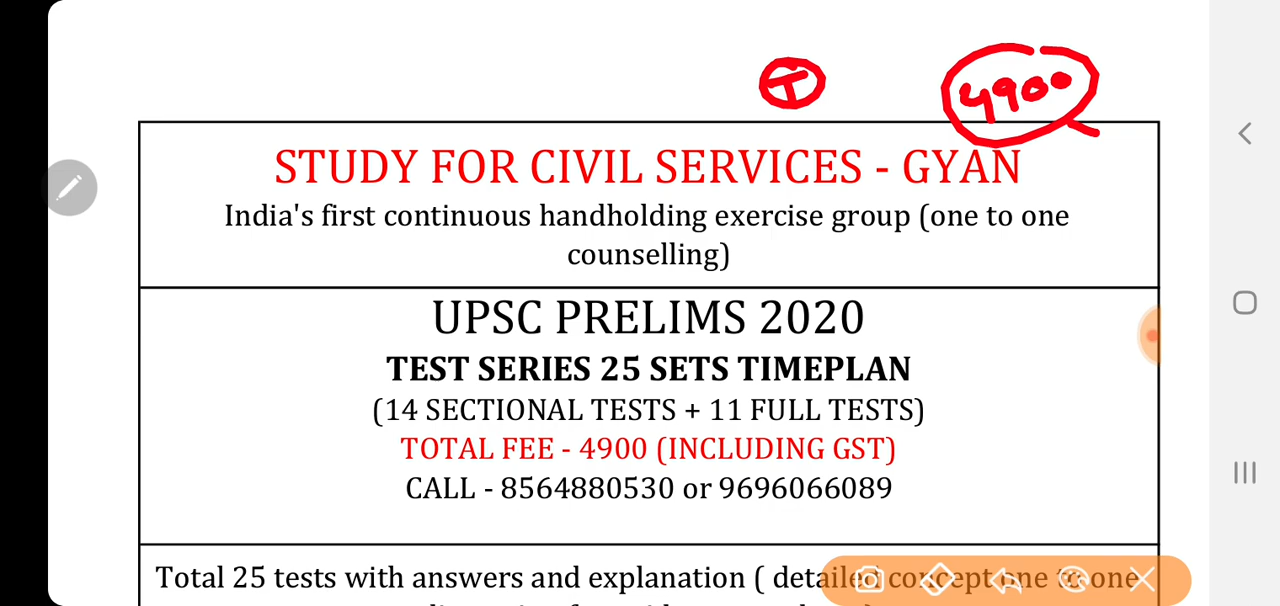 T
4900
STUDY FOR CIVIL SERVICES - GYAN
India's first continuous handholding exercise group (one to one
counselling)
UPSC PRELIMS 2020
TEST SERIES 25 SETS TIMEPLAN
(14 SECTIONAL TESTS + 11 FULL TESTS)
TOTAL FEE - 4900 (INCLUDING GST)
CALL - 8564880530 or 9696066089
Total 25 tests with answers and explanation ( detailed concept one to one